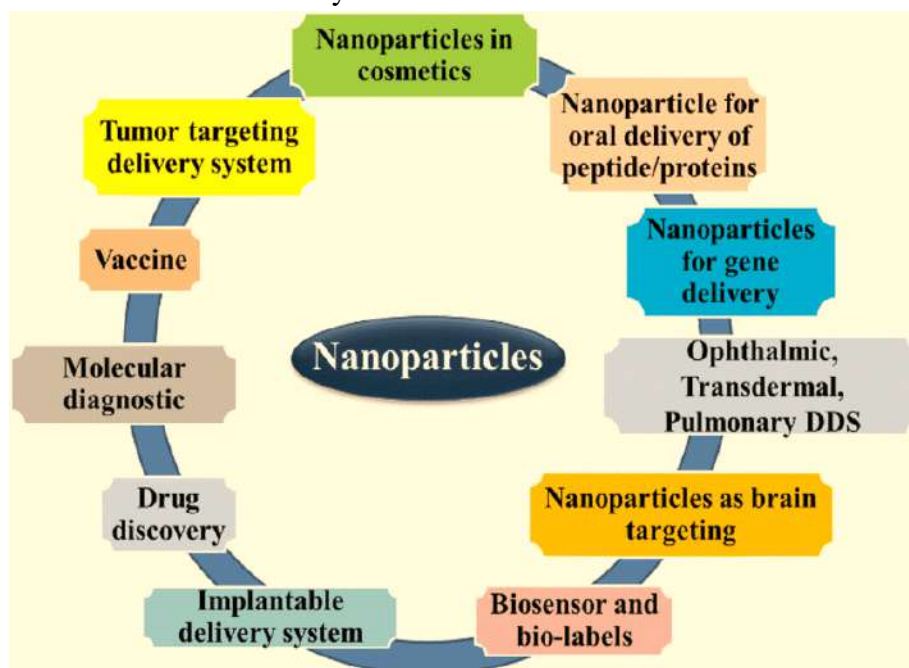 Nanoparticles in
cosmetics
Nanoparticle for
oral delivery of
peptide/proteins
Nanoparticles
for gene
delivery
Ophthalmic,
Transdermal,
Pulmonary DDS
Nanoparticles as brain
targeting
Biosensor and
bio-labels
Implantable
delivery system
Drug
discovery
Molecular
diagnostic
Vaccine
Tumor targeting
delivery system
Nanoparticles